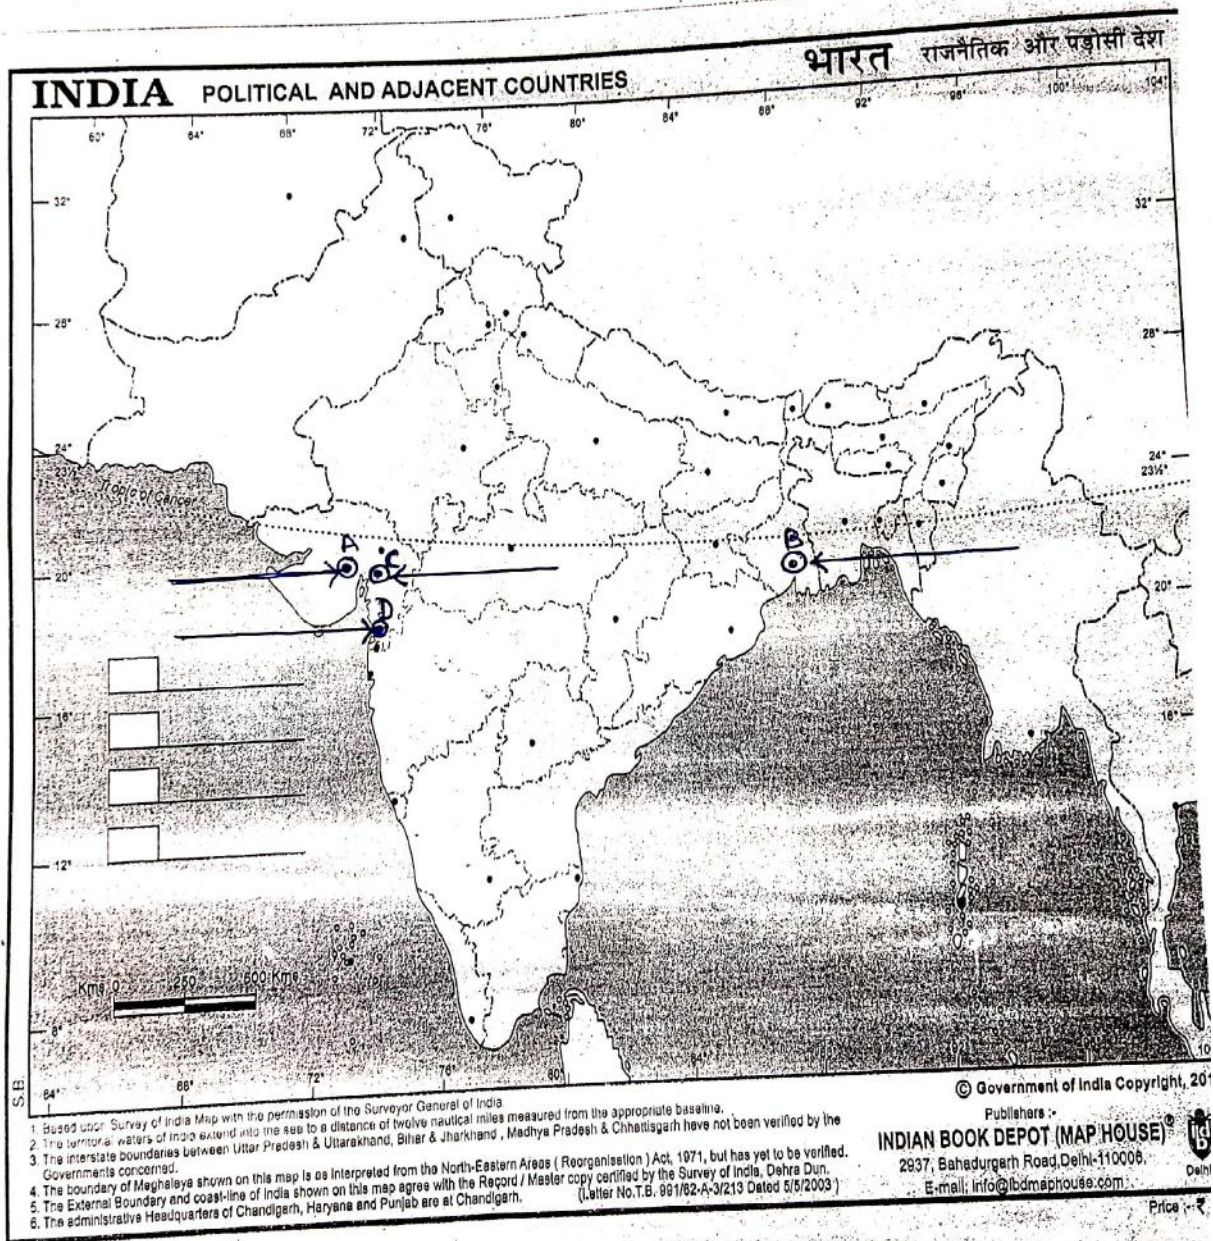 भारत राजनैतिक और पड़ोसी देश
INDIA POLITICAL AND ADJACENT COUNTRIES
60° 64° 68° 72° 76° 80° 84° 88° 92° 96° 100° 104°
32° 32°
28° 28°
24° 24°
23½° 23½°
Tropic of Cancer
A C B
20° 20°
D
16° 16°
12°
Kms 0 250 500 Kms
8°
64° 68° 72° 76° 80° 84°
S.B.
© Government of India Copyright, 201
1. Based upon Survey of India Map with the permission of the Surveyor General of India
2. The territorial waters of India extend into the sea to a distance of twelve nautical miles measured from the appropriate baseline.
3. The interstate boundaries between Uttar Pradesh & Uttarakhand, Bihar & Jharkhand, Madhya Pradesh & Chhattisgarh have not been verified by the
Governments concerned.
4. The boundary of Meghalaya shown on this map is as interpreted from the North-Eastern Areas ( Reorganisation ) Act, 1971, but has yet to be verified.
5. The External Boundary and coast-line of India shown on this map agree with the Record / Master copy certified by the Survey of India, Dehra Dun.
6. The administrative Headquarters of Chandigarh, Haryana and Punjab are at Chandigarh. (Letter No.T.B. 991/62-A-3/213 Dated 5/5/2003 )
Publishers :-
INDIAN BOOK DEPOT (MAP HOUSE)®
2937, Bahadurgarh Road, Delhi-110006,
E-mail: info@ibdmaphouse.com
Delhi
Price :- ₹